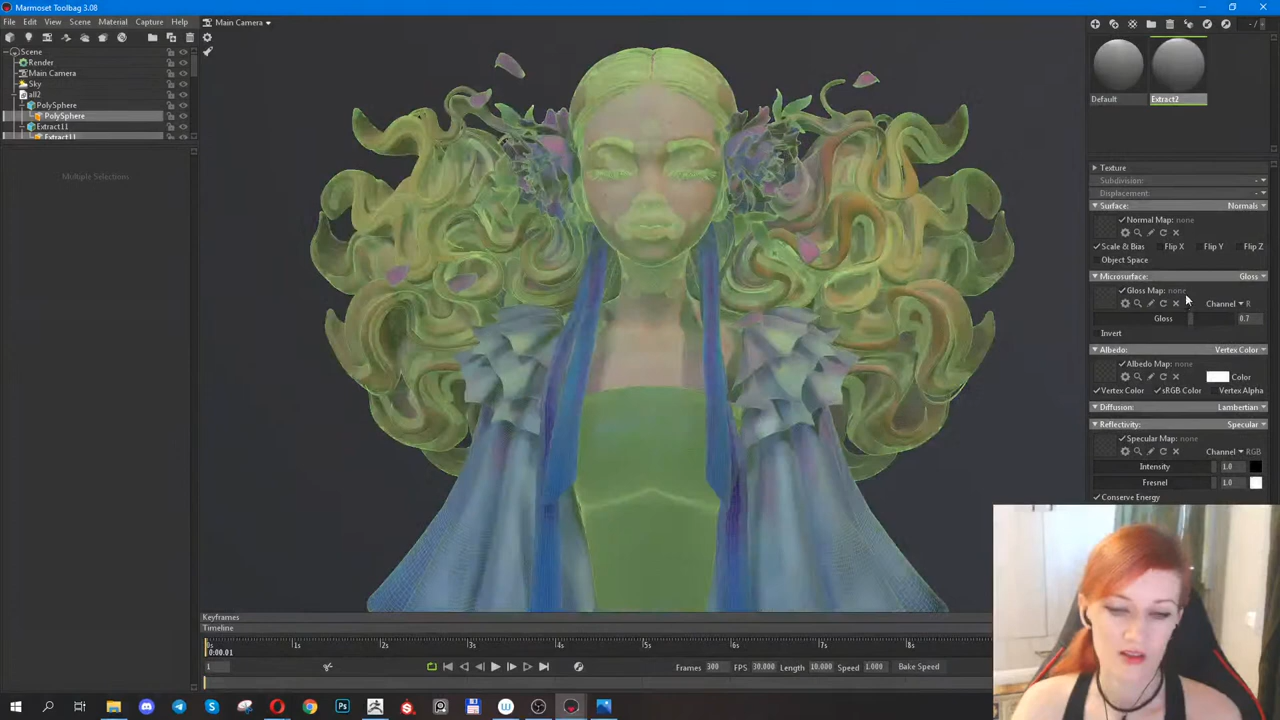 Marmoset Toolbag 3.08
File Edit View Scene Material Capture Help
Main Camera
Scene
Render
Main Camera
Sky
all2
PolySphere
PolySphere
Extract11
Extract11
Multiple Selections
Default
Extract2
Texture
Subdivision: -
Displacement: -
Surface: Normals
Normal Map: none
Scale & Bias Flip X Flip Y Flip Z
Object Space
Microsurface: Gloss
Gloss Map: none
Channel R
Gloss 0.7
Invert
Albedo: Vertex Color
Albedo Map: none
Color
Vertex Color sRGB Color Vertex Alpha
Diffusion: Lambertian
Reflectivity: Specular
Specular Map: none
Channel RGB
Intensity 1.0
Fresnel 1.0
Conserve Energy
Keyframes
Timeline
0s 1s 2s 3s 4s 5s 6s 7s 8s
0:00.01
1
Frames 300 FPS 30.000 Length 10.000 Speed 1.000 Bake Speed
Ps